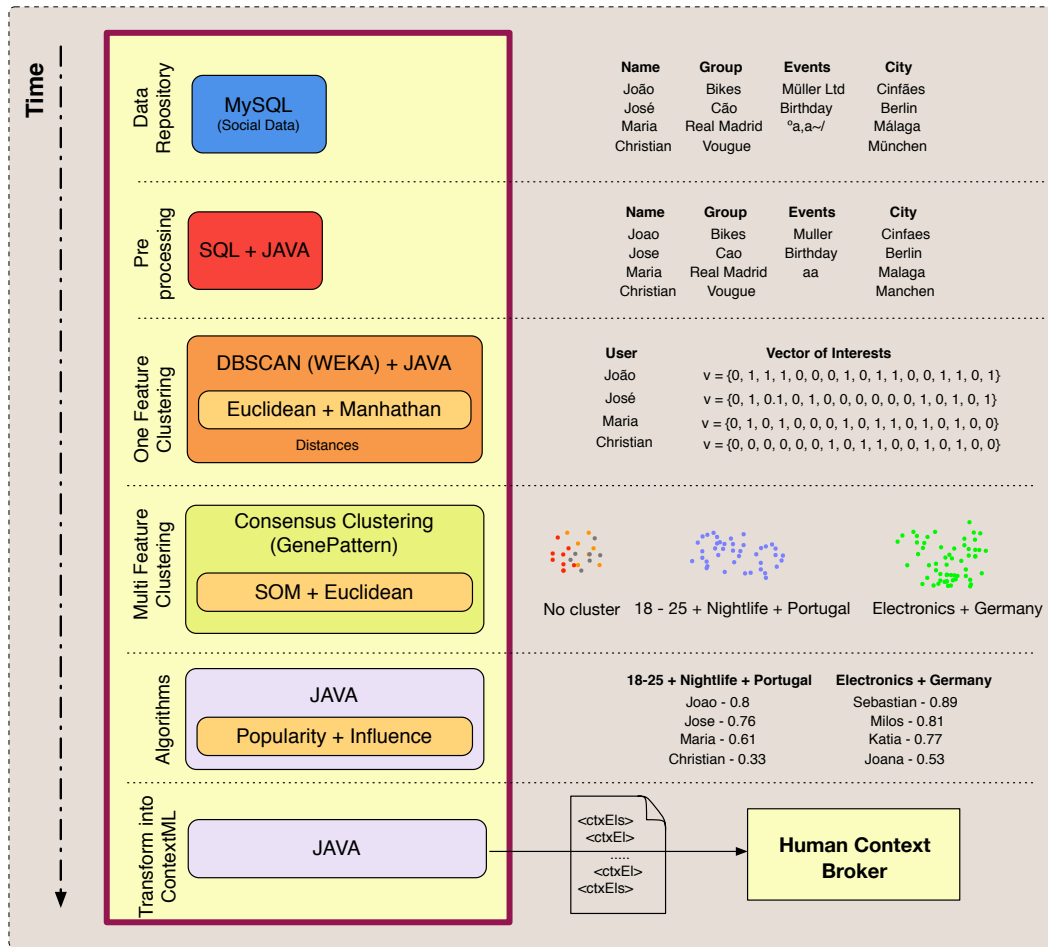 Time
Data
Repository
MySQL
(Social Data)
Name Group Events City
João Bikes Müller Ltd Cinfães
José Cão Birthday Berlin
Maria Real Madrid ºa,a~/ Málaga
Christian Vougue München
Pre
processing
SQL + JAVA
Name Group Events City
Joao Bikes Muller Cinfaes
Jose Cao Birthday Berlin
Maria Real Madrid aa Malaga
Christian Vougue Manchen
One Feature
Clustering
DBSCAN (WEKA) + JAVA
Euclidean + Manhathan
Distances
User Vector of Interests
João v = {0, 1, 1, 1, 0, 0, 0, 1, 0, 1, 1, 0, 0, 1, 1, 0, 1}
José v = {0, 1, 0.1, 0, 1, 0, 0, 0, 0, 0, 0, 1, 0, 1, 0, 1}
Maria v = {0, 1, 0, 1, 0, 0, 0, 1, 0, 1, 1, 0, 1, 0, 1, 0, 0}
Christian v = {0, 0, 0, 0, 0, 0, 1, 0, 1, 1, 0, 0, 1, 0, 1, 0, 0}
Multi Feature
Clustering
Consensus Clustering
(GenePattern)
SOM + Euclidean
No cluster 18 - 25 + Nightlife + Portugal Electronics + Germany
Algorithms
JAVA
Popularity + Influence
18-25 + Nightlife + Portugal Electronics + Germany
Joao - 0.8 Sebastian - 0.89
Jose - 0.76 Milos - 0.81
Maria - 0.61 Katia - 0.77
Christian - 0.33 Joana - 0.53
Transform into
ContextML
JAVA
<ctxEls>
<ctxEl>
.....
<ctxEl>
<ctxEls>
Human Context
Broker